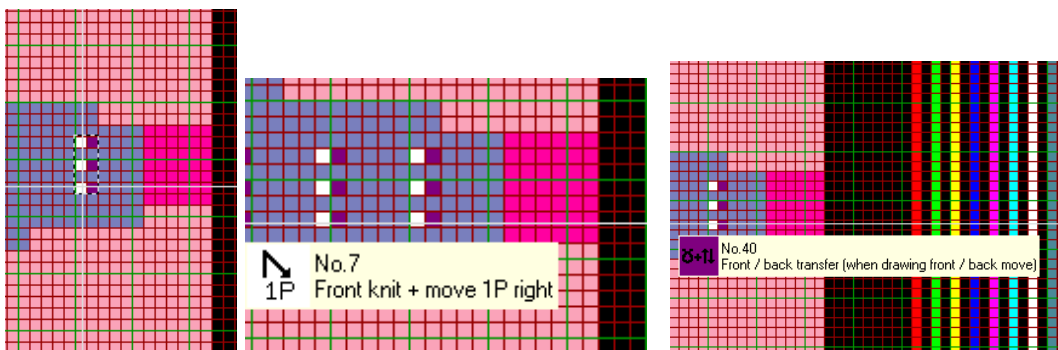 No.7
1P Front knit + move 1P right
No.40
Front / back transfer (when drawing front / back move)